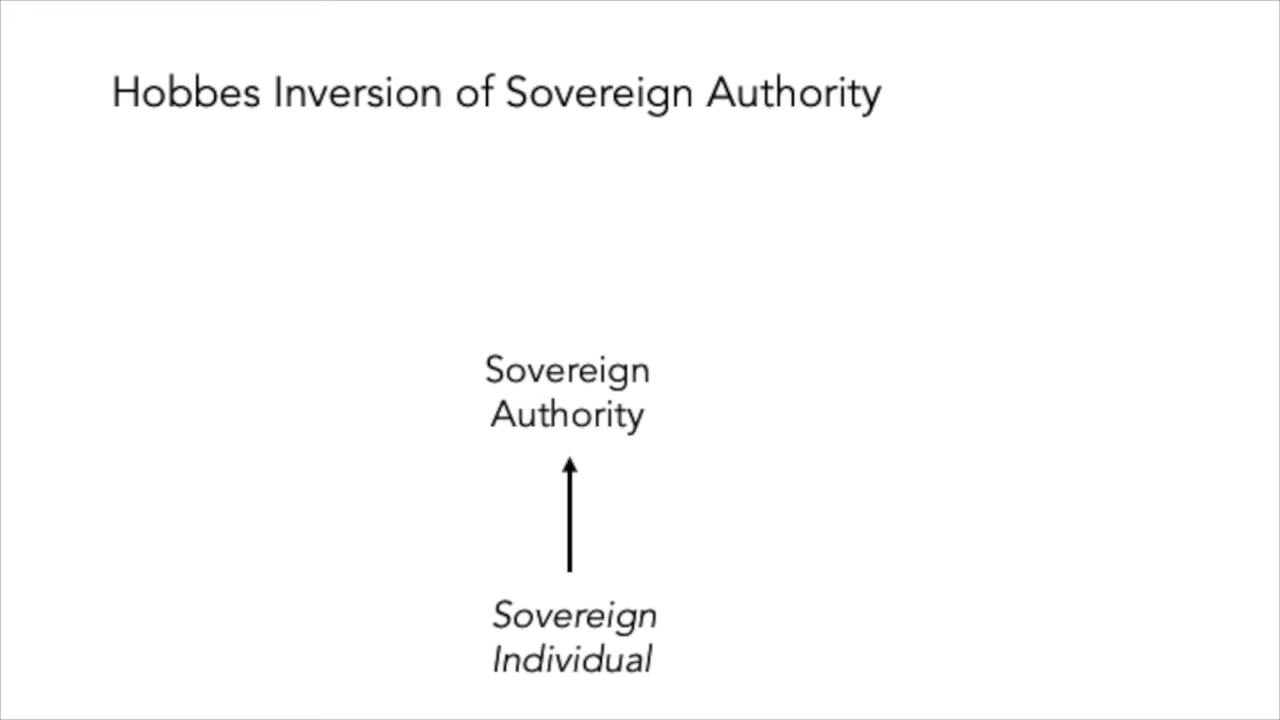 Hobbes Inversion of Sovereign Authority
Sovereign
Authority
Sovereign
Individual